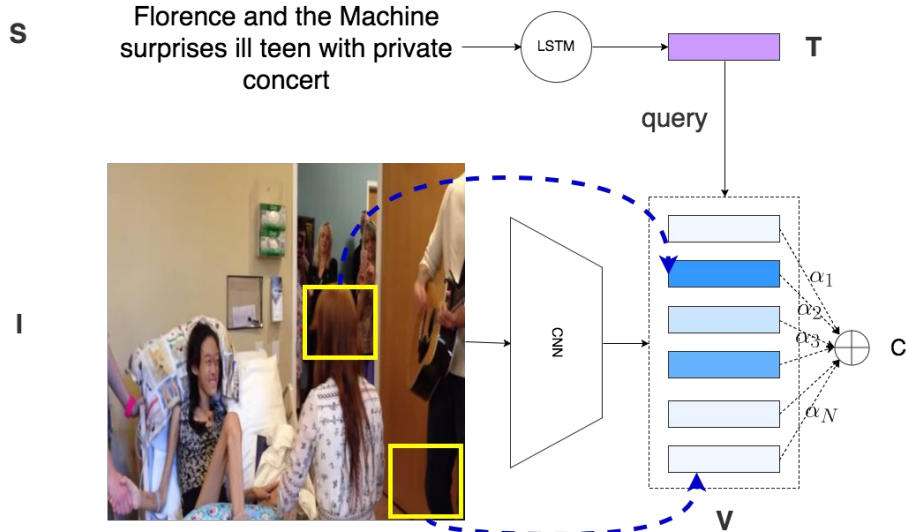 S
Florence and the Machine
surprises ill teen with private
concert
LSTM
T
query
I
CNN
α1
α2
α3
αN
C
V